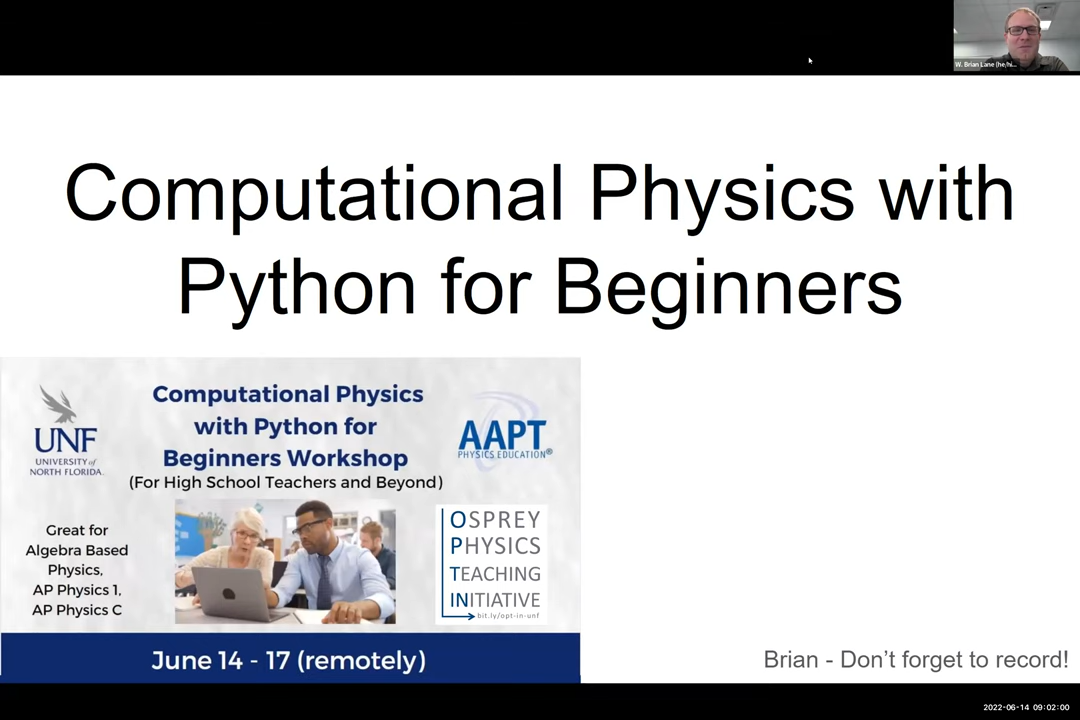 W. Brian Lane (he/hi...
Computational Physics with
Python for Beginners
UNF
UNIVERSITY of
NORTH FLORIDA.
Computational Physics
with Python for
Beginners Workshop
(For High School Teachers and Beyond)
AAPT
PHYSICS EDUCATION®
Great for
Algebra Based
Physics,
AP Physics 1,
AP Physics C
OSPREY
PHYSICS
TEACHING
INITIATIVE
bit.ly/opt-in-unf
June 14 - 17 (remotely)
Brian - Don't forget to record!
2022-06-14 09:02:00